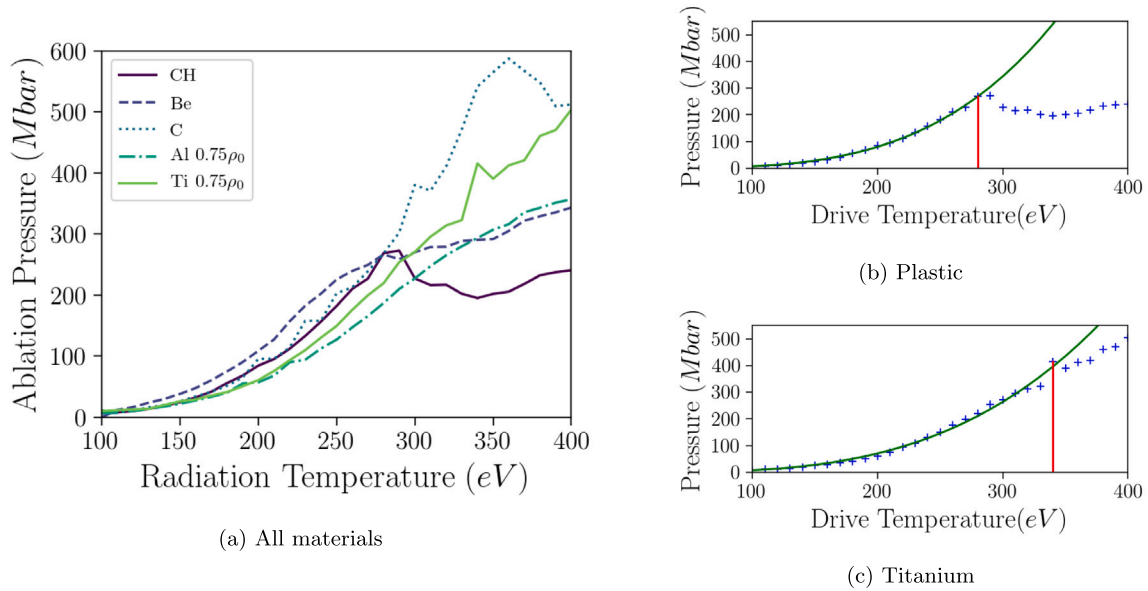 600
500
400
300
200
100
0
Ablation Pressure (Mbar)
CH
Be
C
Al 0.75ρ₀
Ti 0.75ρ₀
100 150 200 250 300 350 400
Radiation Temperature (eV)
(a) All materials
500
400
300
200
100
0
Pressure (Mbar)
100 200 300 400
Drive Temperature(eV)
(b) Plastic
500
400
300
200
100
0
Pressure (Mbar)
100 200 300 400
Drive Temperature(eV)
(c) Titanium